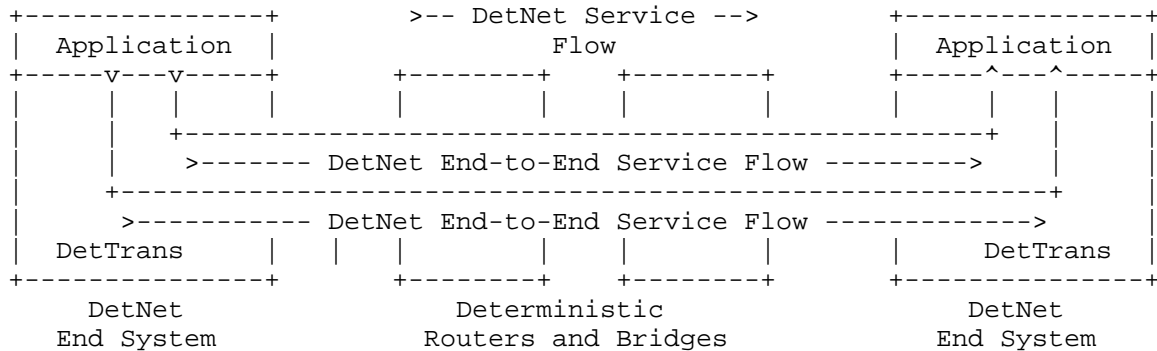 >-- DetNet Service -->
Application Flow Application
>------- DetNet End-to-End Service Flow --------->
>----------- DetNet End-to-End Service Flow ------------->
DetTrans DetTrans
DetNet Deterministic DetNet
End System Routers and Bridges End System